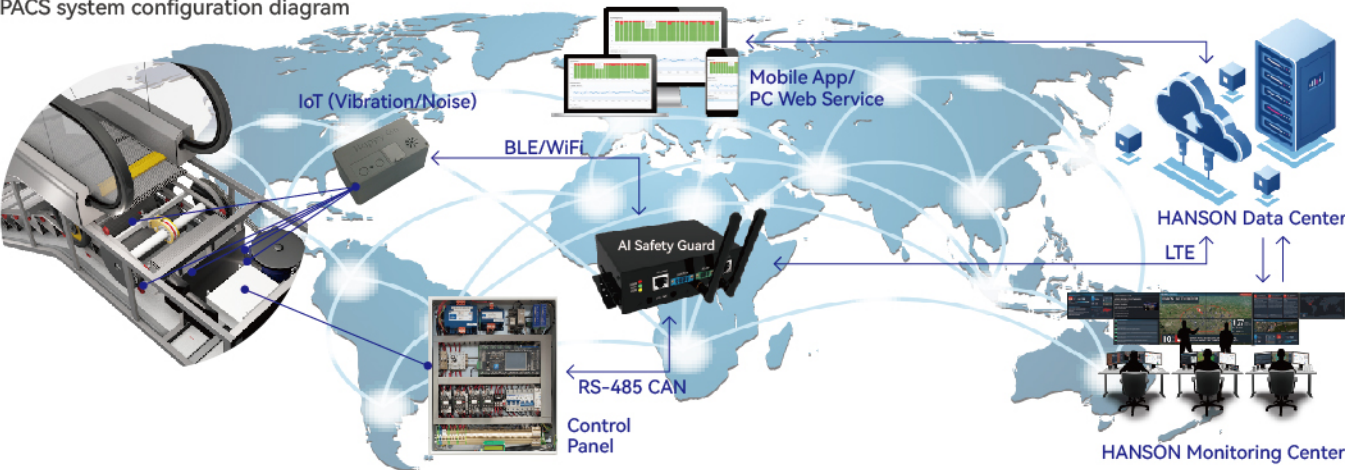 PACS system configuration diagram
IoT (Vibration/Noise)
Mobile App/
PC Web Service
BLE/WiFi
AI Safety Guard
HANSON Data Center
LTE
RS-485 CAN
Control
Panel
HANSON Monitoring Center